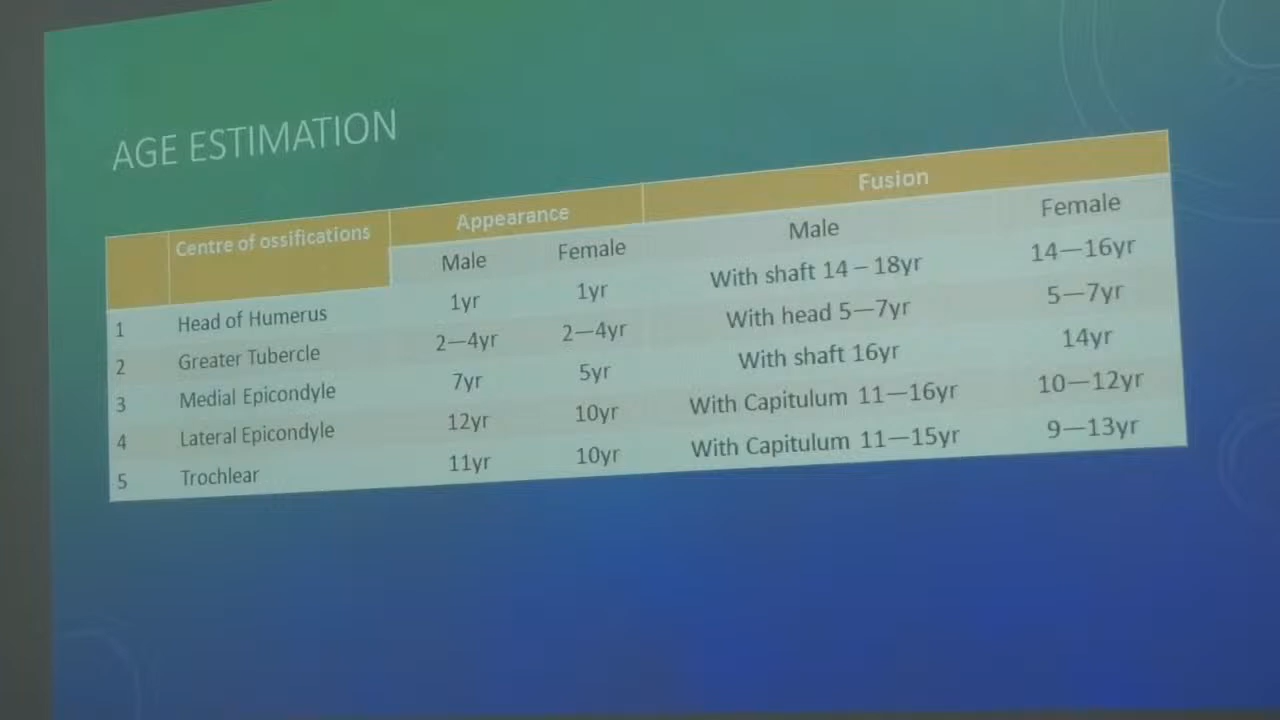 AGE ESTIMATION
Centre of ossifications Appearance Fusion
Male Female Male Female
1 Head of Humerus 1yr 1yr With shaft 14 – 18yr 14—16yr
2 Greater Tubercle 2—4yr 2—4yr With head 5—7yr 5—7yr
3 Medial Epicondyle 7yr 5yr With shaft 16yr 14yr
4 Lateral Epicondyle 12yr 10yr With Capitulum 11—16yr 10—12yr
5 Trochlear 11yr 10yr With Capitulum 11—15yr 9—13yr